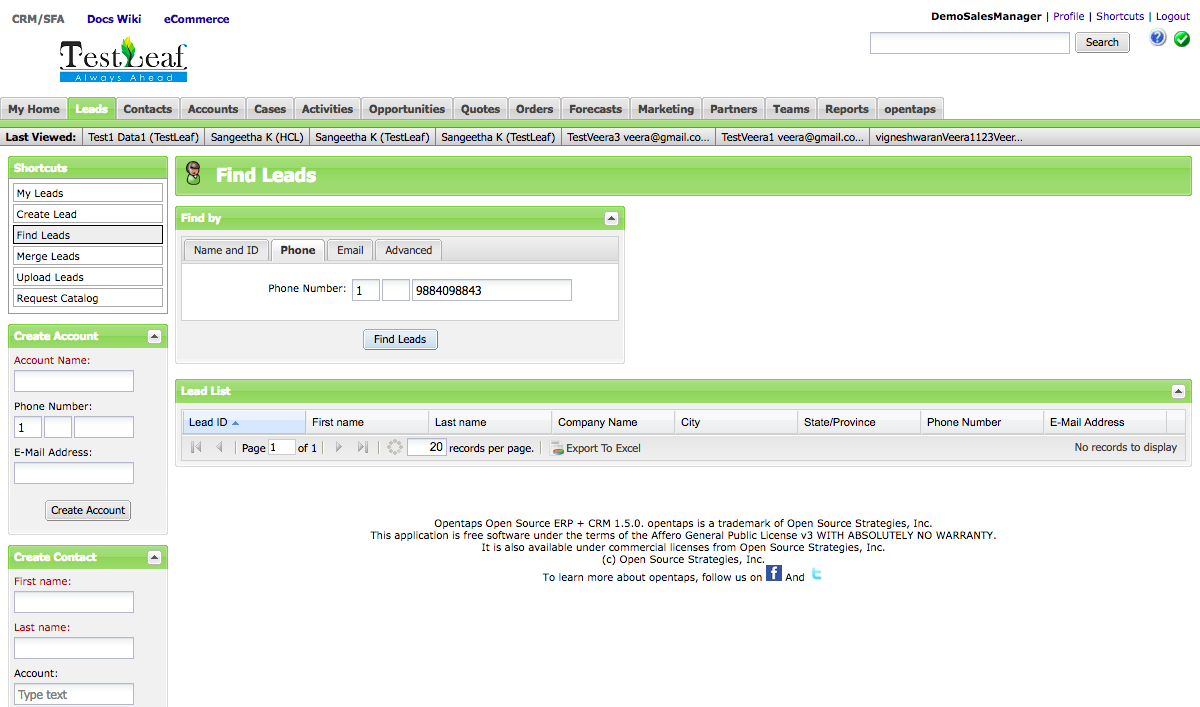 CRM/SFA Docs Wiki eCommerce
DemoSalesManager | Profile | Shortcuts | Logout
TestLeaf
Always Ahead
Search
My Home Leads Contacts Accounts Cases Activities Opportunities Quotes Orders Forecasts Marketing Partners Teams Reports opentaps
Last Viewed: Test1 Data1 (TestLeaf) Sangeetha K (HCL) Sangeetha K (TestLeaf) Sangeetha K (TestLeaf) TestVeera3 veera@gmail.co... TestVeera1 veera@gmail.co... vigneshwaranVeera1123Veer...
Shortcuts
My Leads
Create Lead
Find Leads
Merge Leads
Upload Leads
Request Catalog
Create Account
Account Name:
Phone Number:
1
E-Mail Address:
Create Account
Create Contact
First name:
Last name:
Account:
Type text
Find Leads
Find by
Name and ID Phone Email Advanced
Phone Number: 1 9884098843
Find Leads
Lead List
Lead ID First name Last name Company Name City State/Province Phone Number E-Mail Address
Page 1 of 1 20 records per page. Export To Excel No records to display
Opentaps Open Source ERP + CRM 1.5.0. opentaps is a trademark of Open Source Strategies, Inc.
This application is free software under the terms of the Affero General Public License v3 WITH ABSOLUTELY NO WARRANTY.
It is also available under commercial licenses from Open Source Strategies, Inc.
(c) Open Source Strategies, Inc.
To learn more about opentaps, follow us on f And t